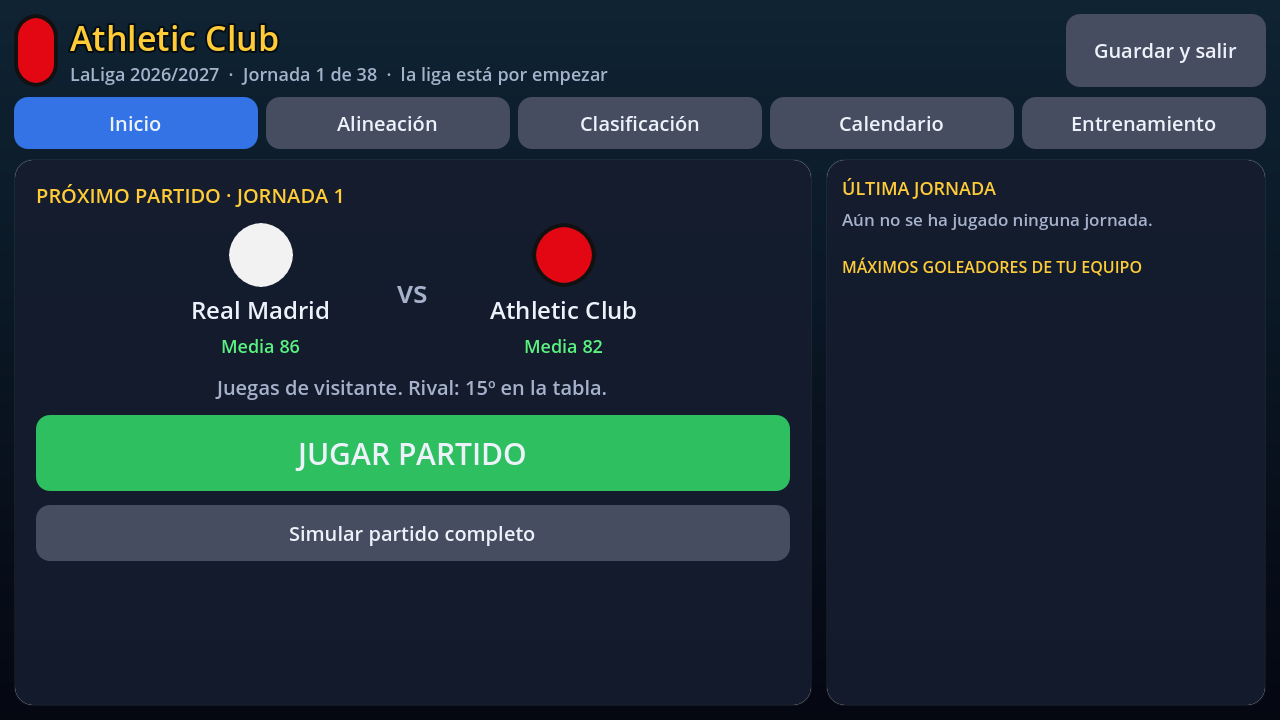 Athletic Club
LaLiga 2026/2027 · Jornada 1 de 38 · la liga está por empezar
Guardar y salir
Inicio
Alineación
Clasificación
Calendario
Entrenamiento
PRÓXIMO PARTIDO · JORNADA 1
Real Madrid
Media 86
VS
Athletic Club
Media 82
Juegas de visitante. Rival: 15º en la tabla.
JUGAR PARTIDO
Simular partido completo
ÚLTIMA JORNADA
Aún no se ha jugado ninguna jornada.
MÁXIMOS GOLEADORES DE TU EQUIPO